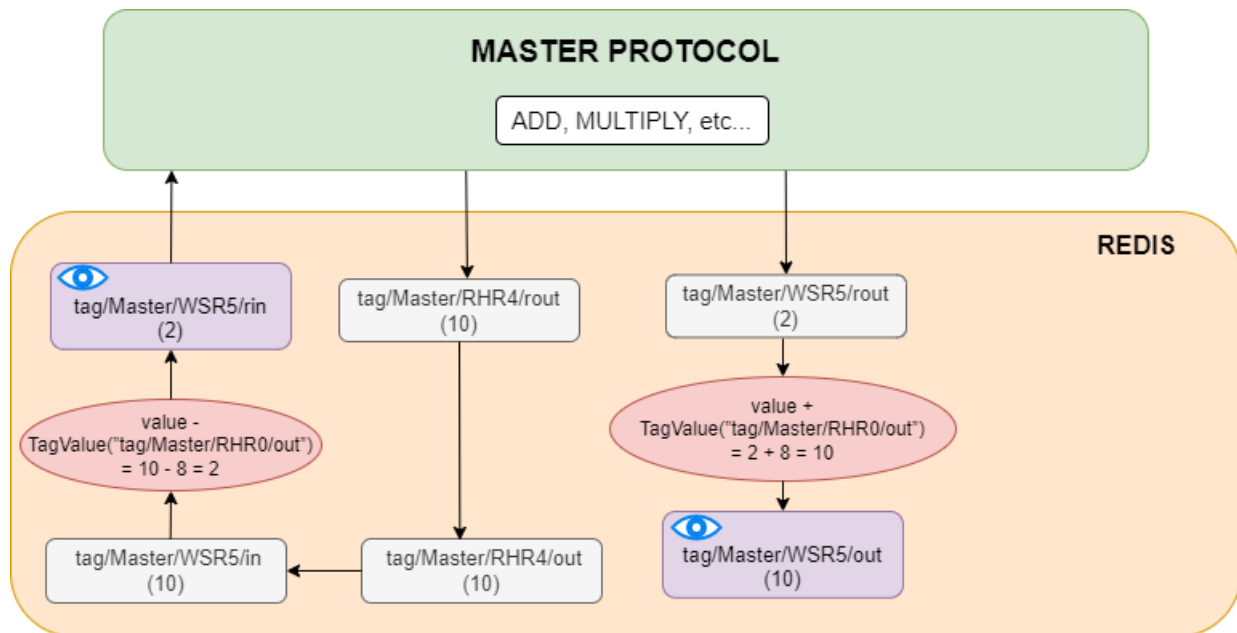 MASTER PROTOCOL
ADD, MULTIPLY, etc...
REDIS
tag/Master/WSR5/rin
(2)
tag/Master/RHR4/rout
(10)
tag/Master/WSR5/rout
(2)
value -
TagValue("tag/Master/RHR0/out”)
= 10 - 8 = 2
value +
TagValue("tag/Master/RHR0/out”)
= 2 + 8 = 10
tag/Master/WSR5/in
(10)
tag/Master/RHR4/out
(10)
tag/Master/WSR5/out
(10)